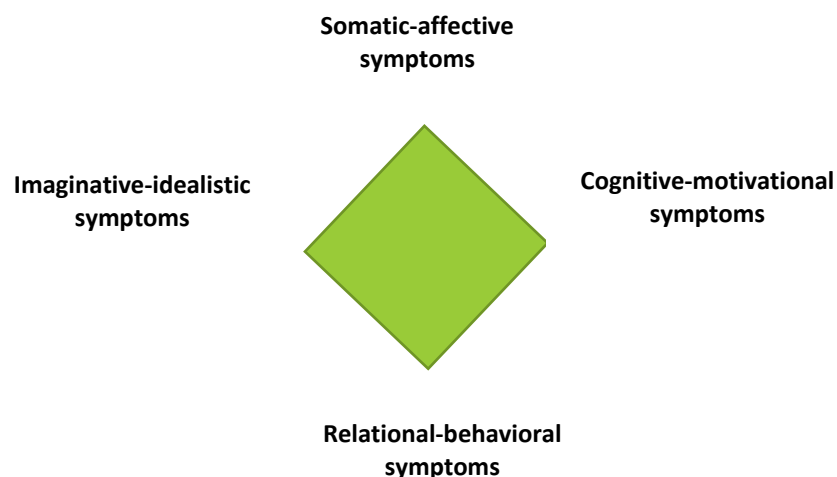 Somatic-affective
symptoms
Imaginative-idealistic
symptoms
Cognitive-motivational
symptoms
Relational-behavioral
symptoms